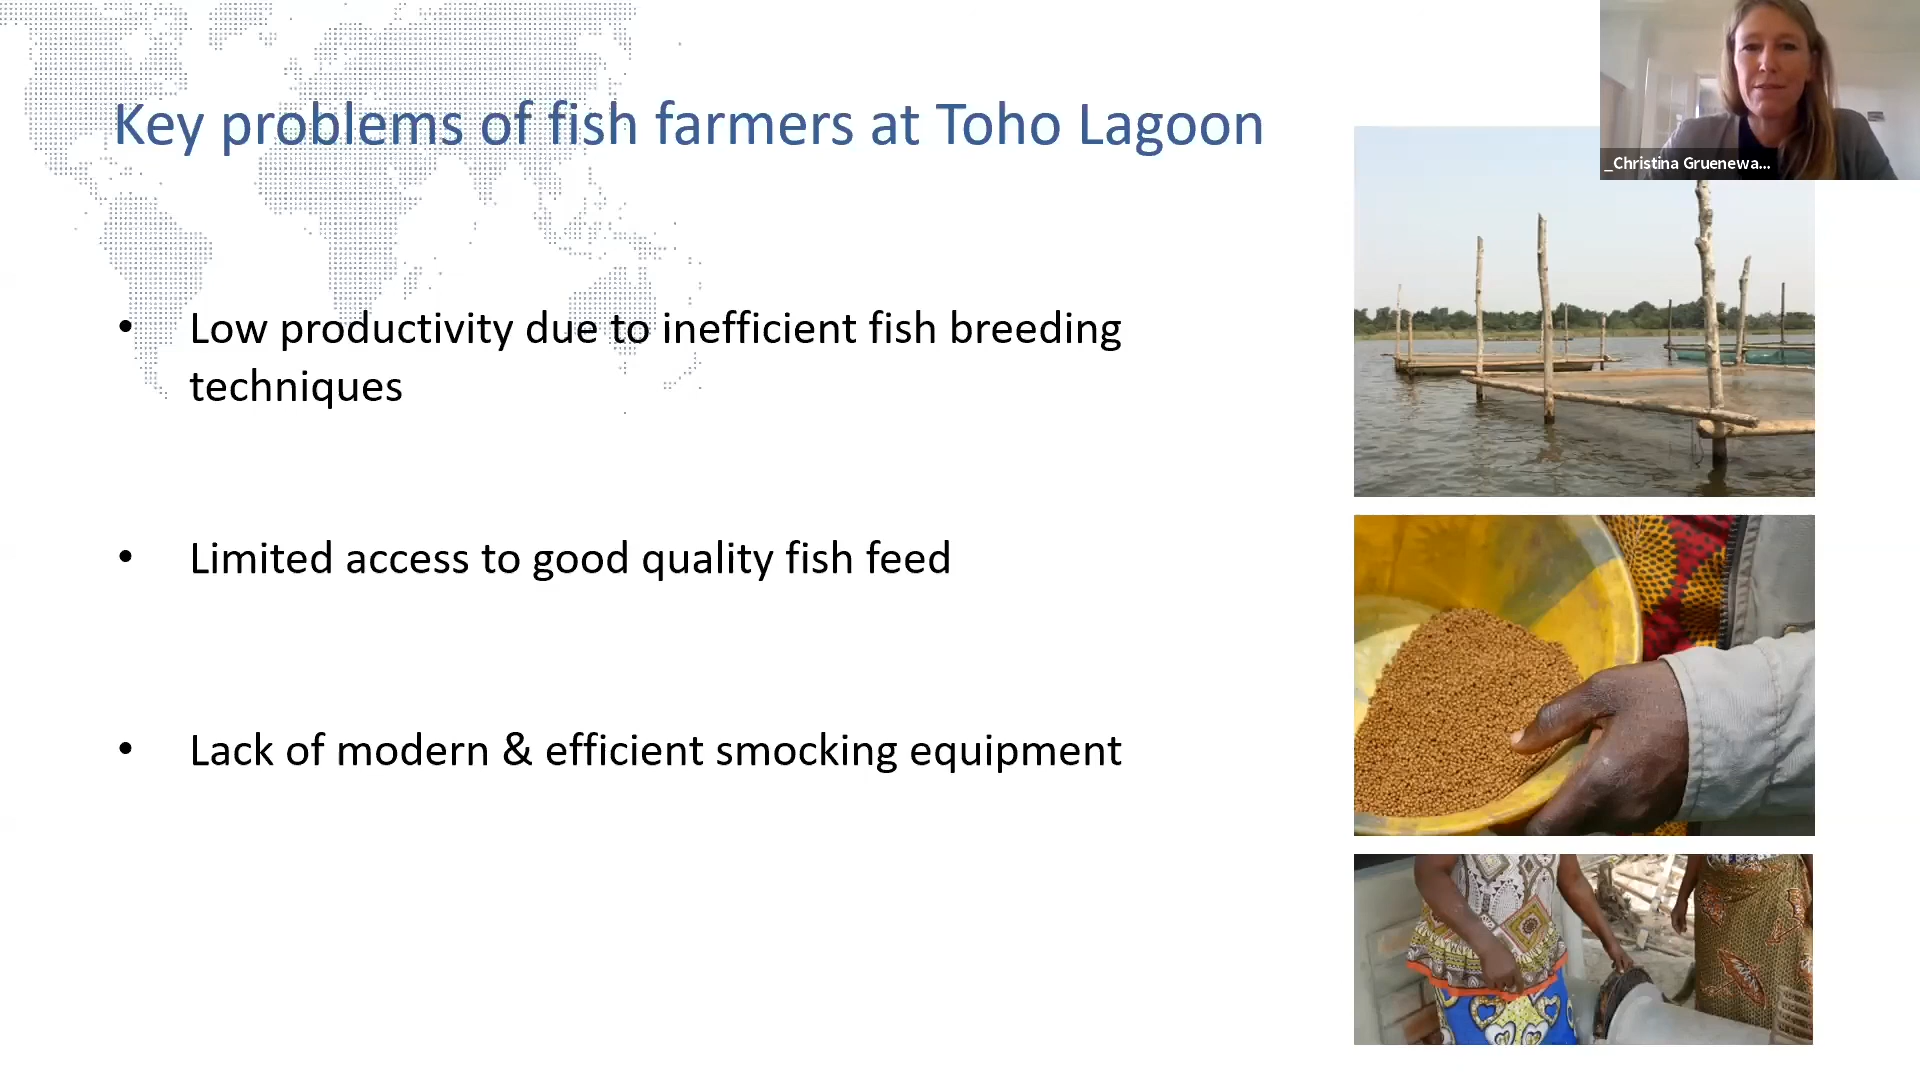 Key problems of fish farmers at Toho Lagoon
_Christina Gruenewa...
• Low productivity due to inefficient fish breeding
techniques
• Limited access to good quality fish feed
• Lack of modern & efficient smocking equipment